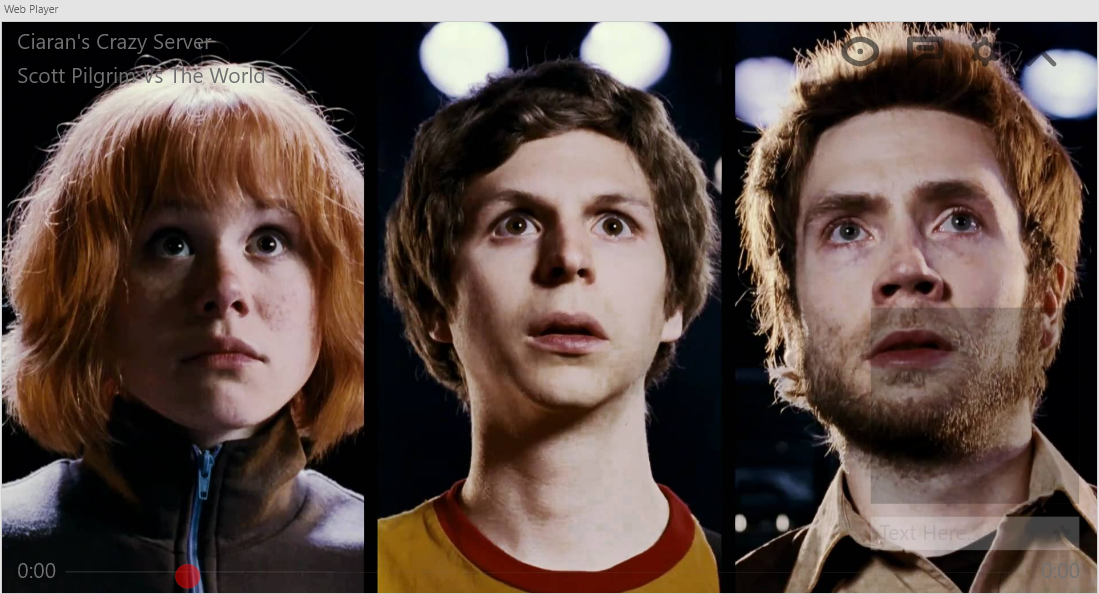 Web Player
Ciaran's Crazy Server
Scott Pilgrim vs The World
Text Here.
0:00
0:00